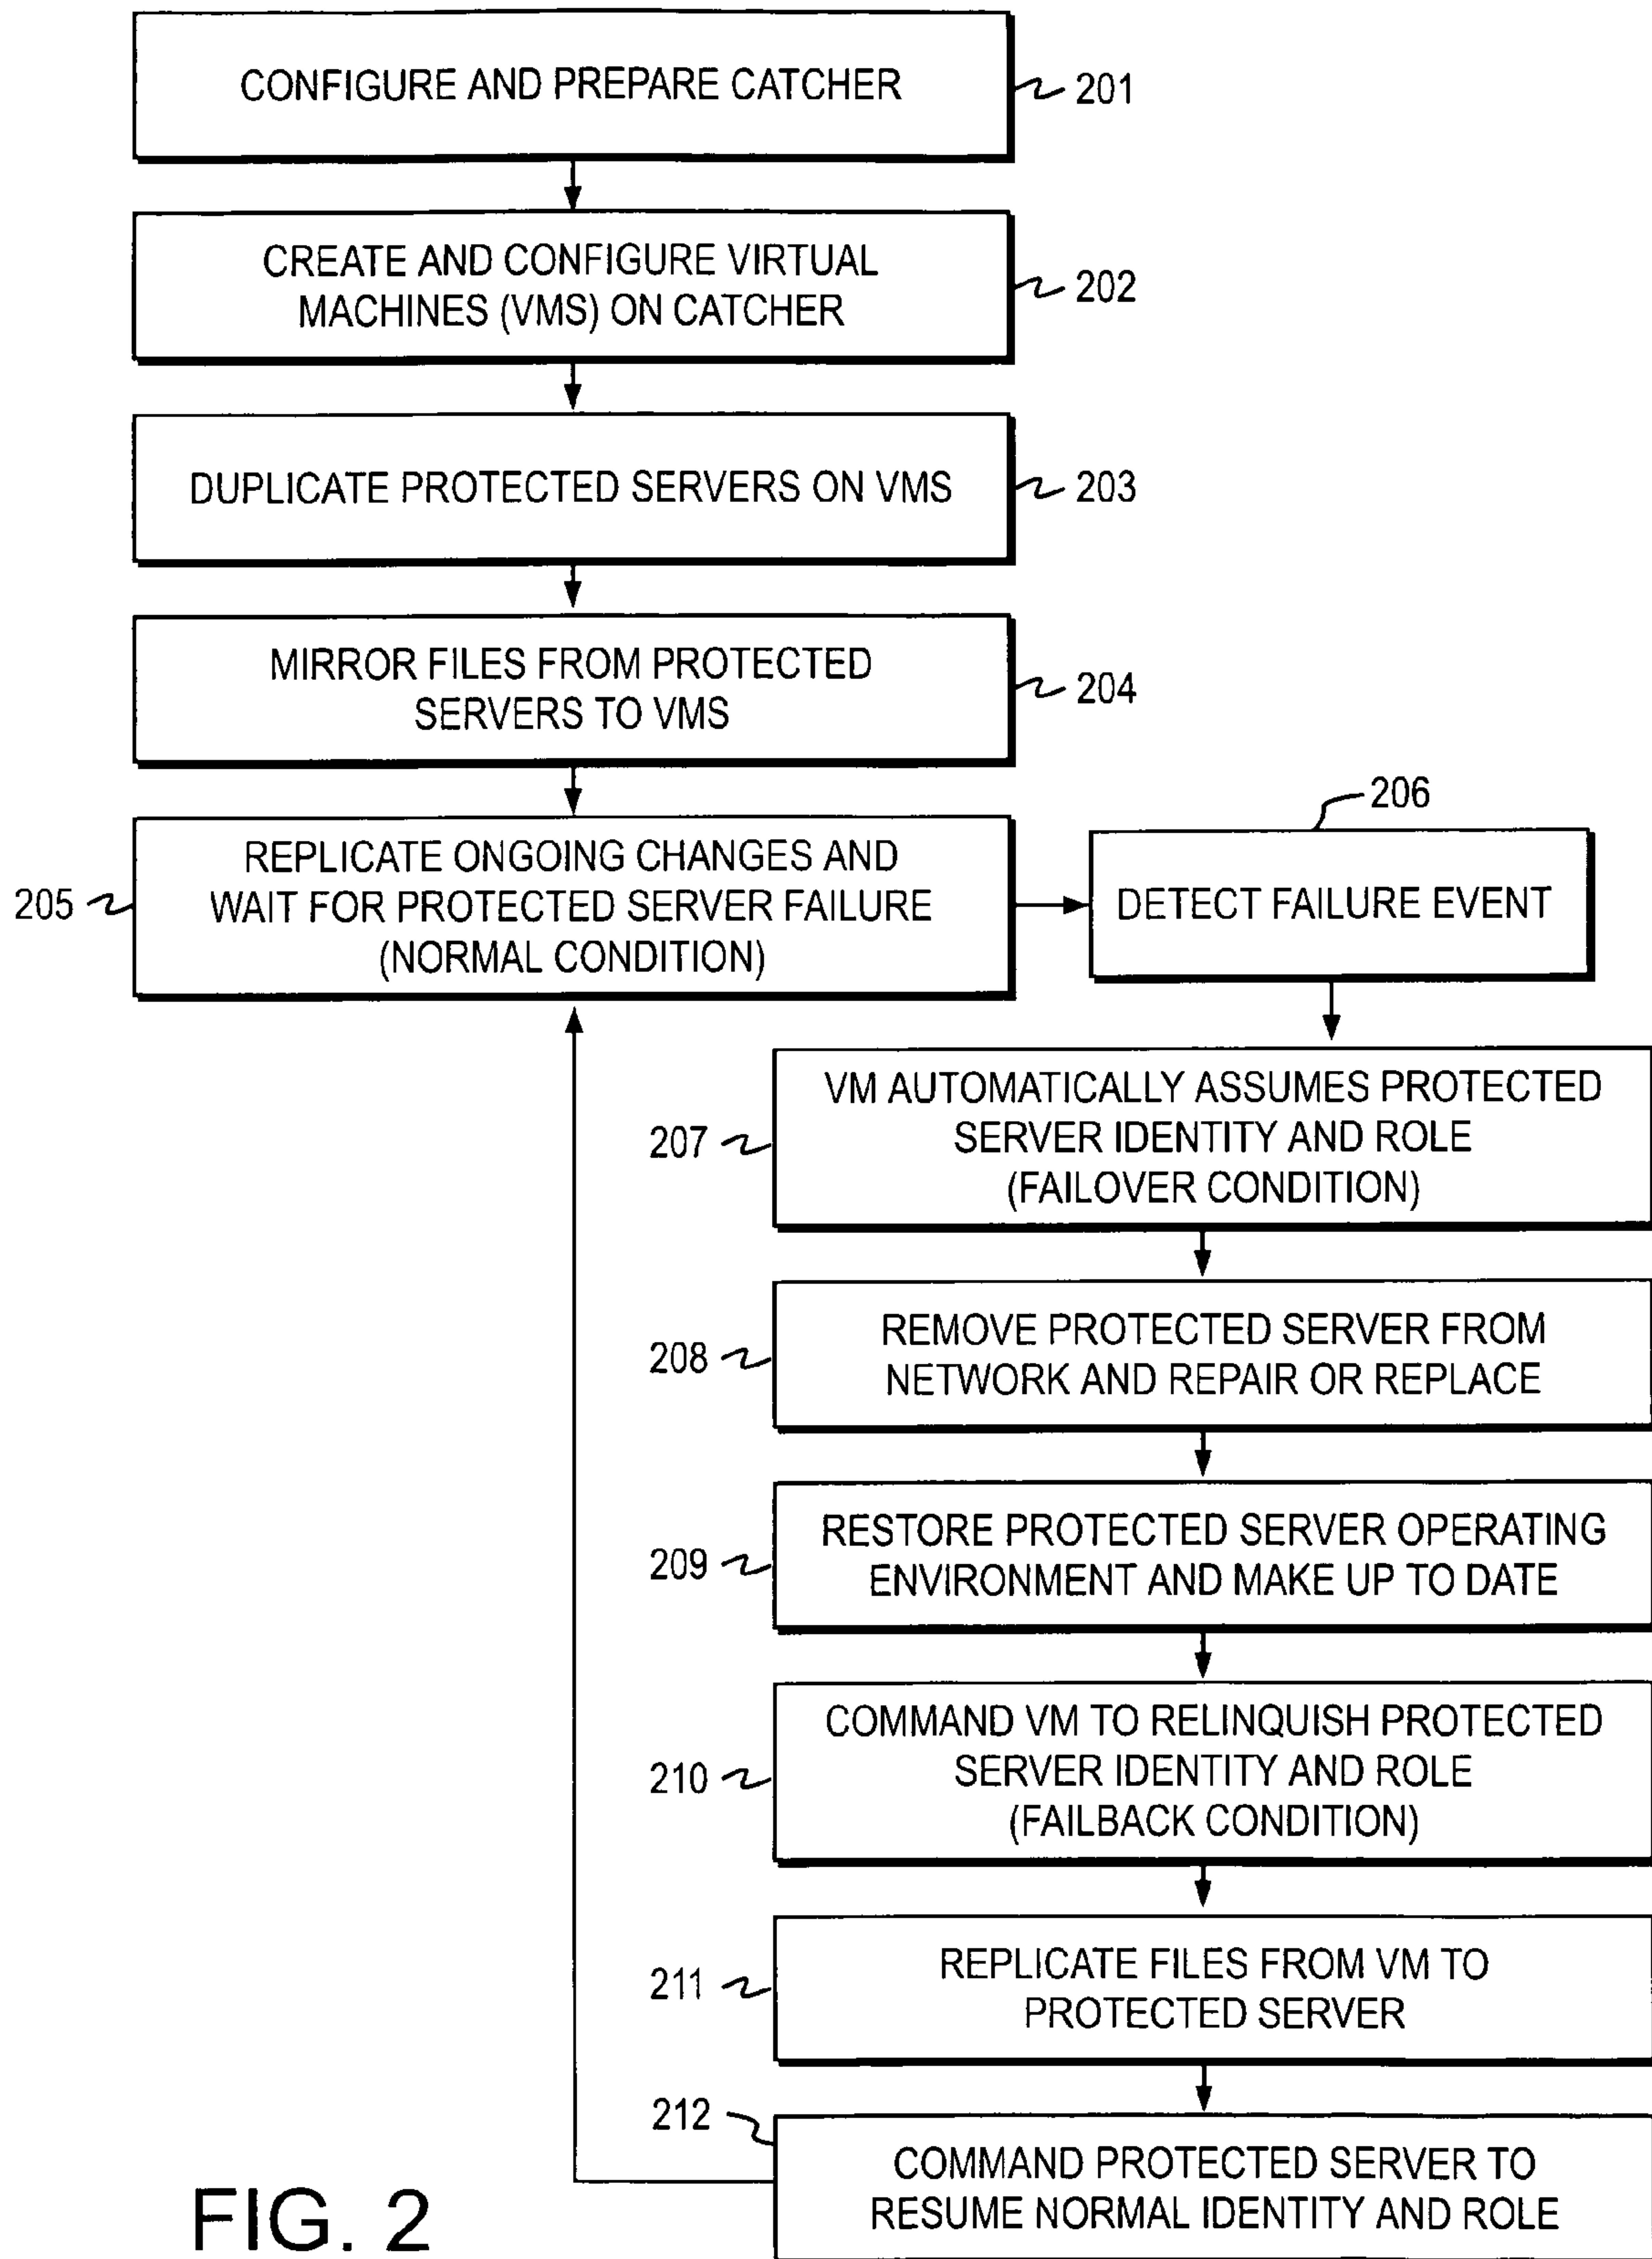 CONFIGURE AND PREPARE CATCHER
201
CREATE AND CONFIGURE VIRTUAL
MACHINES (VMS) ON CATCHER
202
DUPLICATE PROTECTED SERVERS ON VMS
203
MIRROR FILES FROM PROTECTED
SERVERS TO VMS
204
205
REPLICATE ONGOING CHANGES AND
WAIT FOR PROTECTED SERVER FAILURE
(NORMAL CONDITION)
206
DETECT FAILURE EVENT
207
VM AUTOMATICALLY ASSUMES PROTECTED
SERVER IDENTITY AND ROLE
(FAILOVER CONDITION)
208
REMOVE PROTECTED SERVER FROM
NETWORK AND REPAIR OR REPLACE
209
RESTORE PROTECTED SERVER OPERATING
ENVIRONMENT AND MAKE UP TO DATE
210
COMMAND VM TO RELINQUISH PROTECTED
SERVER IDENTITY AND ROLE
(FAILBACK CONDITION)
211
REPLICATE FILES FROM VM TO
PROTECTED SERVER
212
COMMAND PROTECTED SERVER TO
RESUME NORMAL IDENTITY AND ROLE
FIG. 2